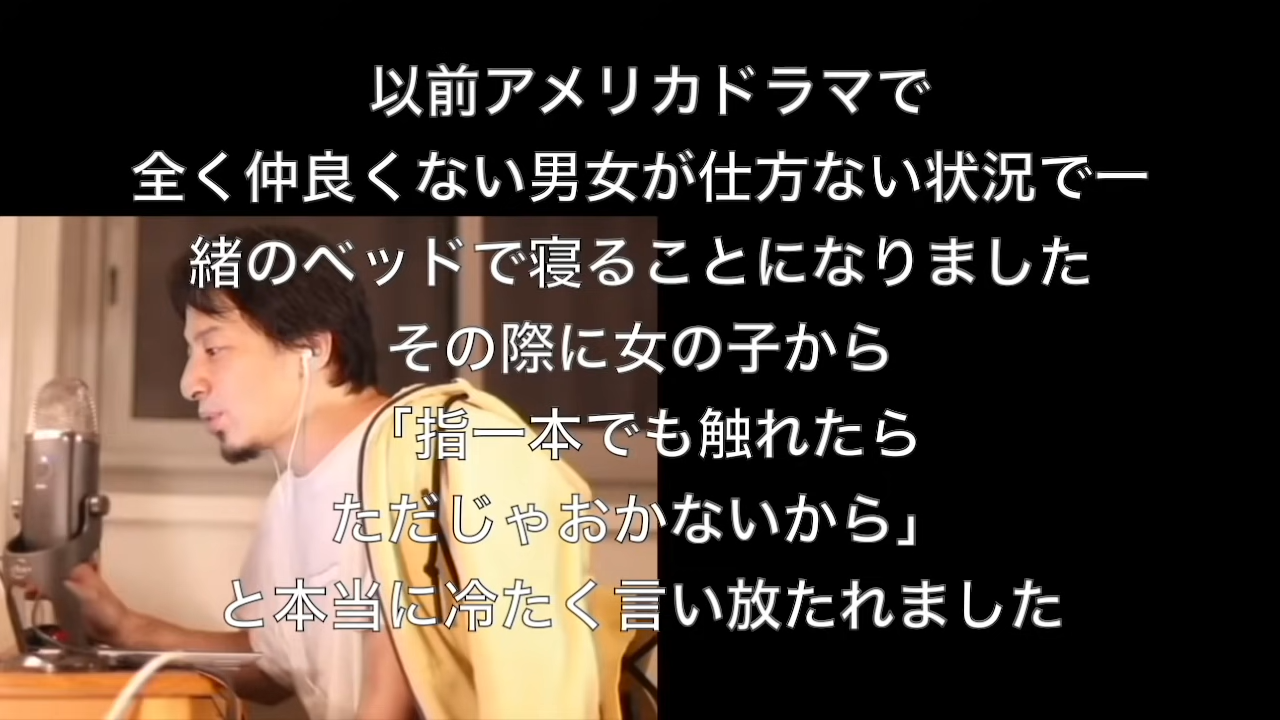 以前アメリカドラマで
全く仲良くない男女が仕方ない状況で一
緒のベッドで寝ることになりました
その際に女の子から
「指一本でも触れたら
ただじゃおかないから」
と本当に冷たく言い放たれました